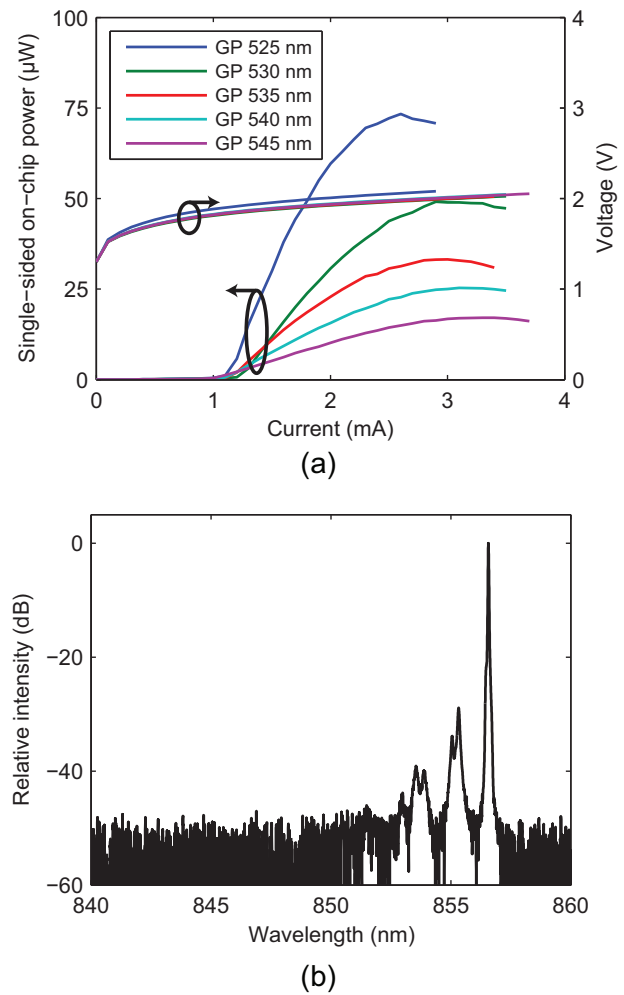 100
75
50
25
0
Single−sided on−chip power (µW)
GP 525 nm
GP 530 nm
GP 535 nm
GP 540 nm
GP 545 nm
4
3
2
1
0
Voltage (V)
0 1 2 3 4
Current (mA)
(a)
0
−20
−40
−60
Relative intensity (dB)
840 845 850 855 860
Wavelength (nm)
(b)